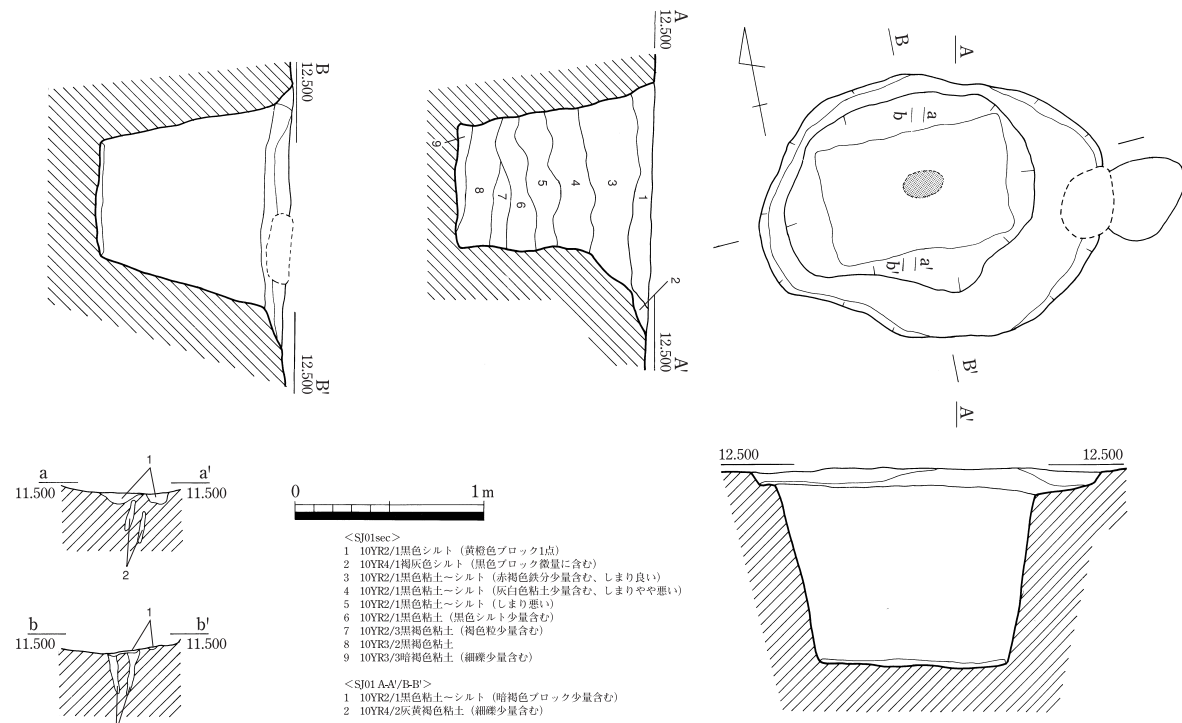 B
12.500
B'
12.500
A
12.500
A'
12.500
1
2
3
4
5
6
7
8
9
B
A
a
b
a'
b'
B'
A'
12.500
12.500
a
a'
11.500
11.500
1
2
b
b'
11.500
11.500
1
0
1 m
<SJ01sec>
1 10YR2/1黒色シルト（黄橙色ブロック1点）
2 10YR4/1褐灰色シルト（黒色ブロック微量に含む）
3 10YR2/1黒色粘土～シルト（赤褐色鉄分少量含む、しまり良い）
4 10YR2/1黒色粘土～シルト（灰白色粘土少量含む、しまりやや悪い）
5 10YR2/1黒色粘土～シルト（しまり悪い）
6 10YR2/1黒色粘土（黒色シルト少量含む）
7 10YR2/3黒褐色粘土（褐色粒少量含む）
8 10YR3/2黒褐色粘土
9 10YR3/3暗褐色粘土（細礫少量含む）
<SJ01 A-A'/B-B'>
1 10YR2/1黒色粘土～シルト（暗褐色ブロック少量含む）
2 10YR4/2灰黄褐色粘土（細礫少量含む）